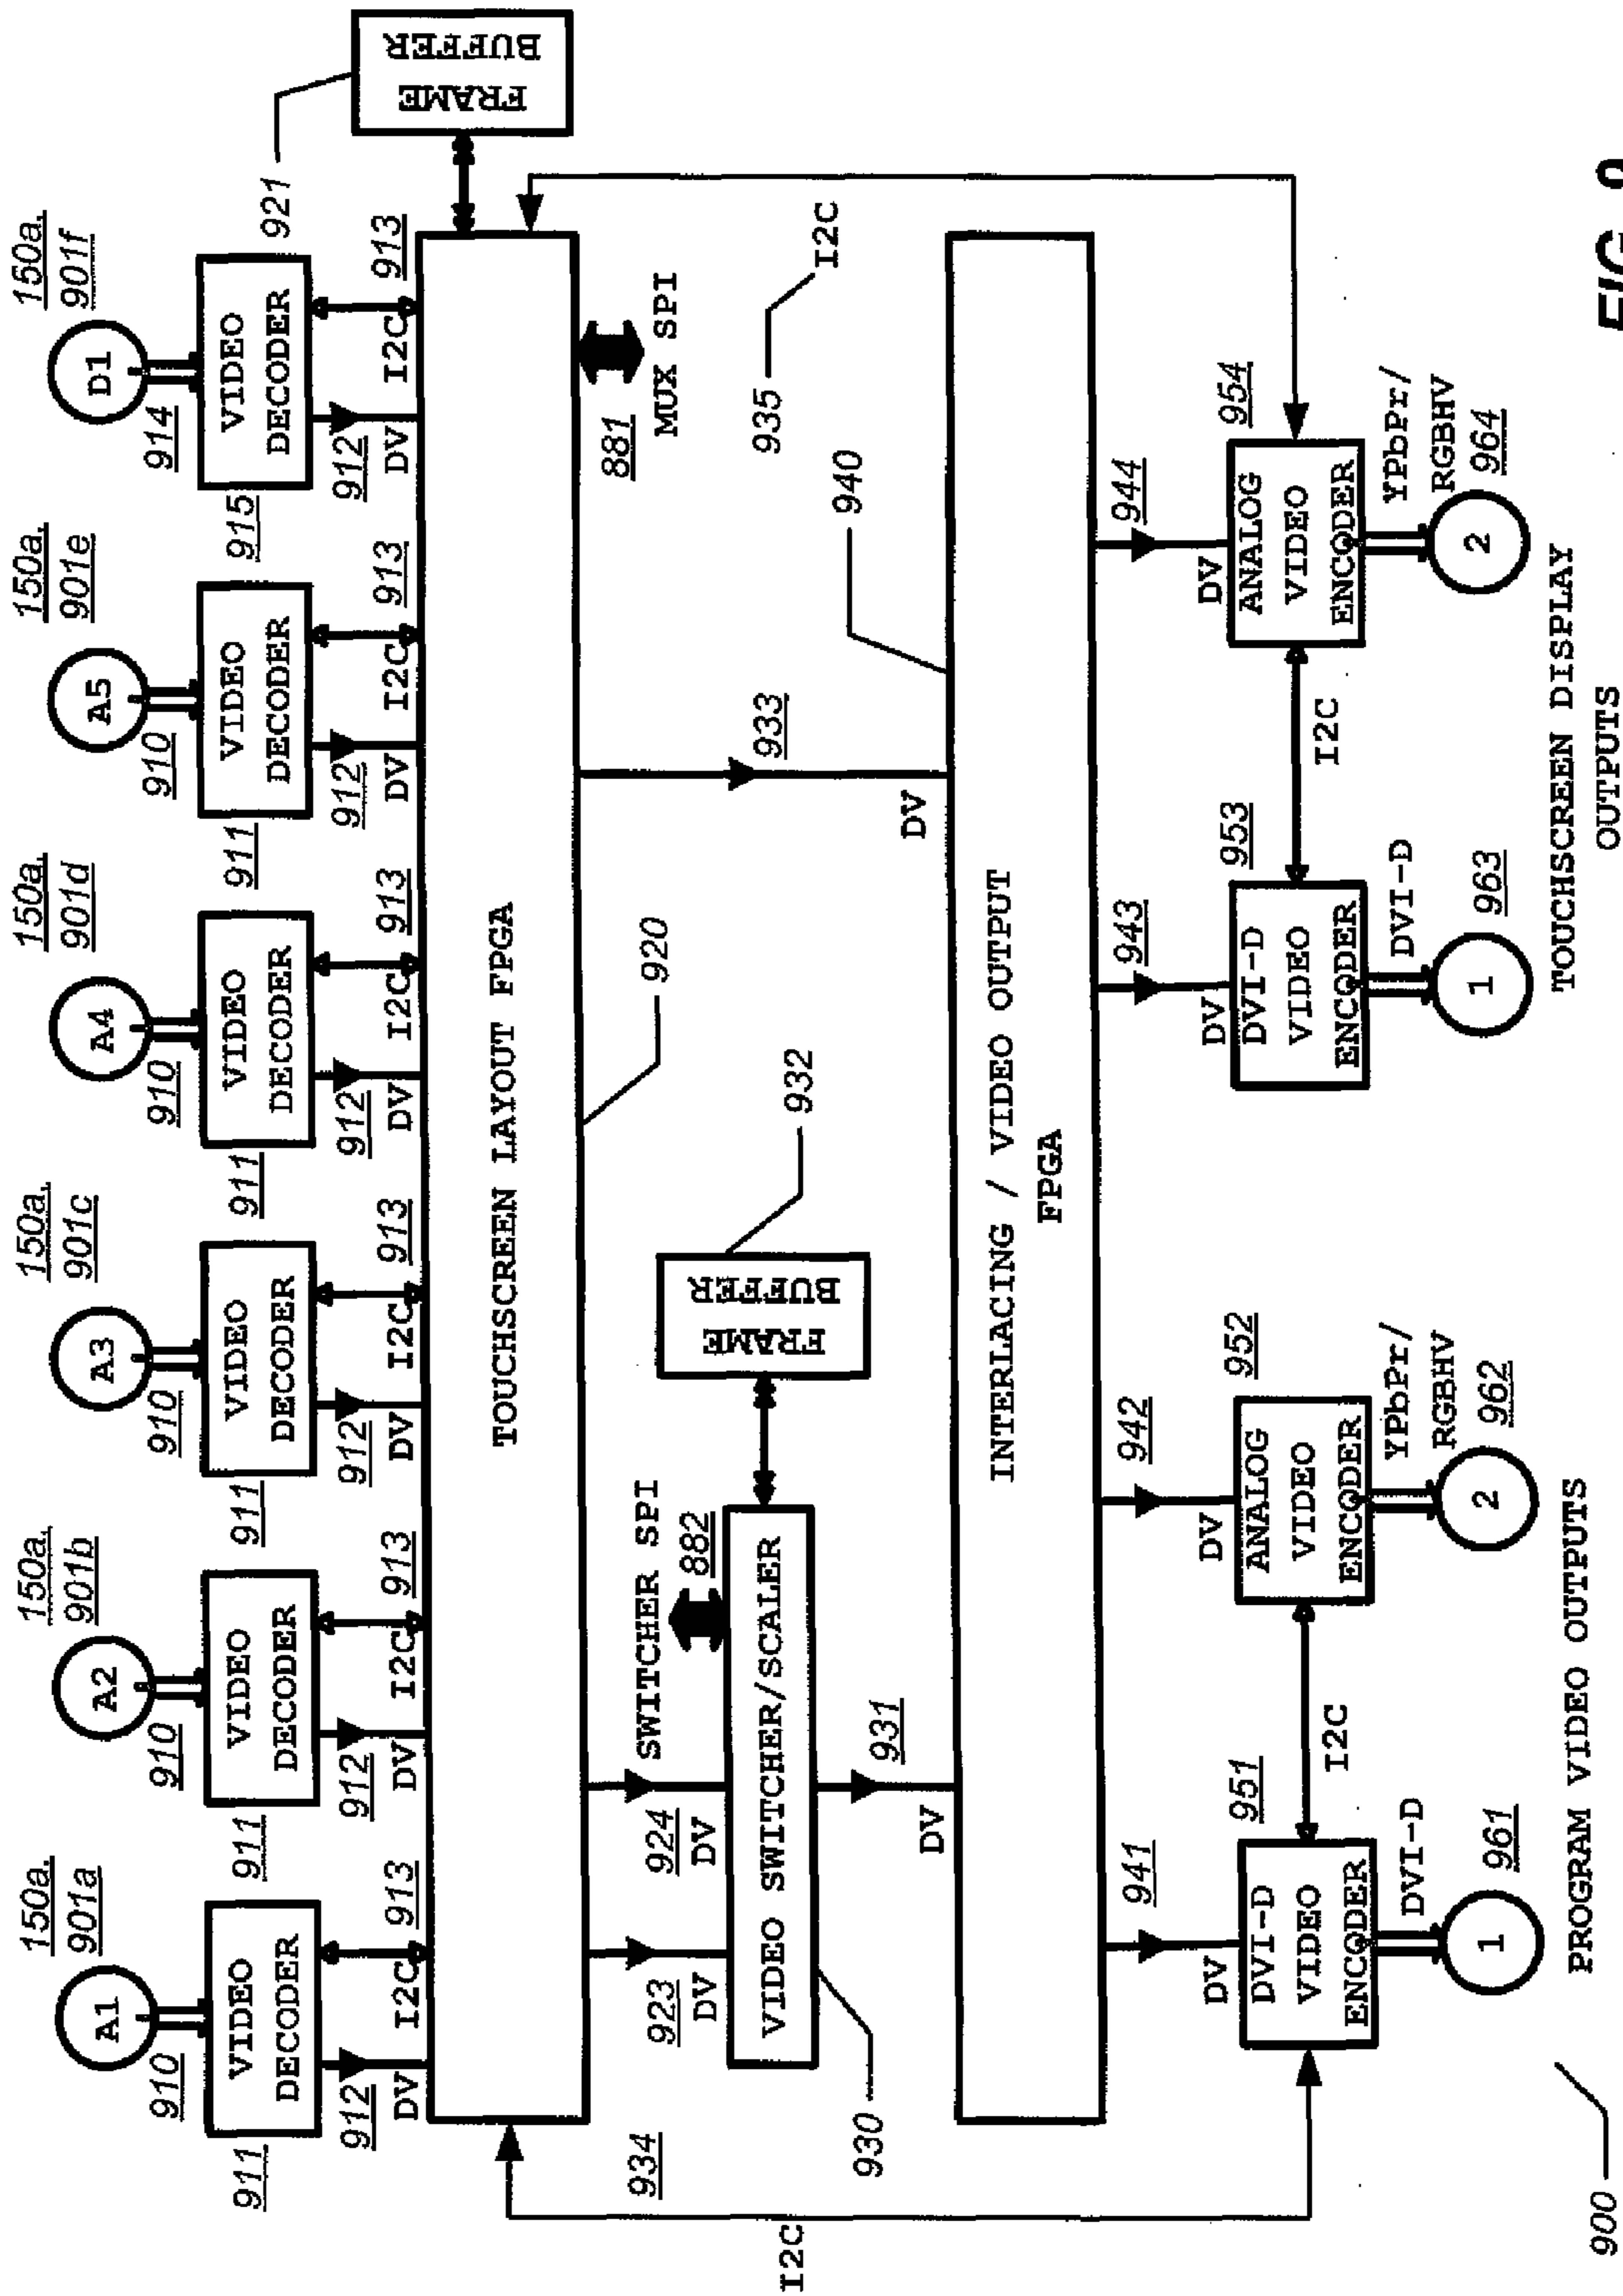 150a, 150a, 150a, 150a, 150a, 150a,
901a 901b 901c 901d 901e 901f
A1 A2 A3 A4 A5 D1
910 910 910 910 910 914
VIDEO DECODER
VIDEO DECODER
VIDEO DECODER
VIDEO DECODER
VIDEO DECODER
VIDEO DECODER
911 911 911 911 911 915
912 913 912 913 912 913 912 913 912 913 912 913
DV I2C DV I2C DV I2C DV I2C DV I2C DV I2C
921
FRAME
BUFFER
TOUCHSCREEN LAYOUT FPGA
920
881
MUX SPI
934
I2C
935
I2C
923
DV
924
DV
SWITCHER SPI
882
VIDEO SWITCHER/SCALER
930
FRAME
BUFFER
932
931
DV
933
DV
940
INTERLACING / VIDEO OUTPUT
FPGA
941 942 943 944
DV DV DV DV
951
DVI-D
VIDEO
ENCODER
I2C
952
ANALOG
VIDEO
ENCODER
953
DVI-D
VIDEO
ENCODER
I2C
954
ANALOG
VIDEO
ENCODER
DVI-D
1
961
YPbPr/
RGBHV
2
962
DVI-D
1
963
YPbPr/
RGBHV
2
964
PROGRAM VIDEO OUTPUTS
TOUCHSCREEN DISPLAY
OUTPUTS
900
FIG. 9